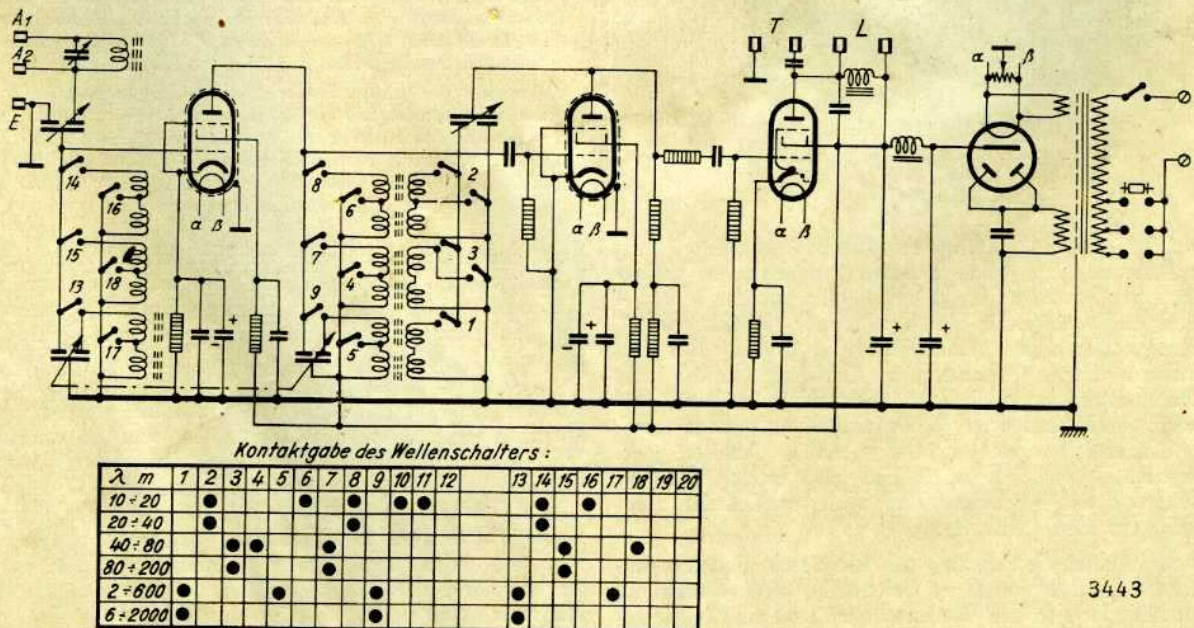 A1
A2
E
T
L
α β
14
16
15
18
13
17
α β
8
6
2
7
4
3
9
5
1
α β
α β
+
-
+
-
+
-
+
-
Kontaktgabe des Wellenschalters:
λ m 1 2 3 4 5 6 7 8 9 10 11 12 13 14 15 16 17 18 19 20
10÷20
20÷40
40÷80
80÷200
2÷600
6÷2000
3443